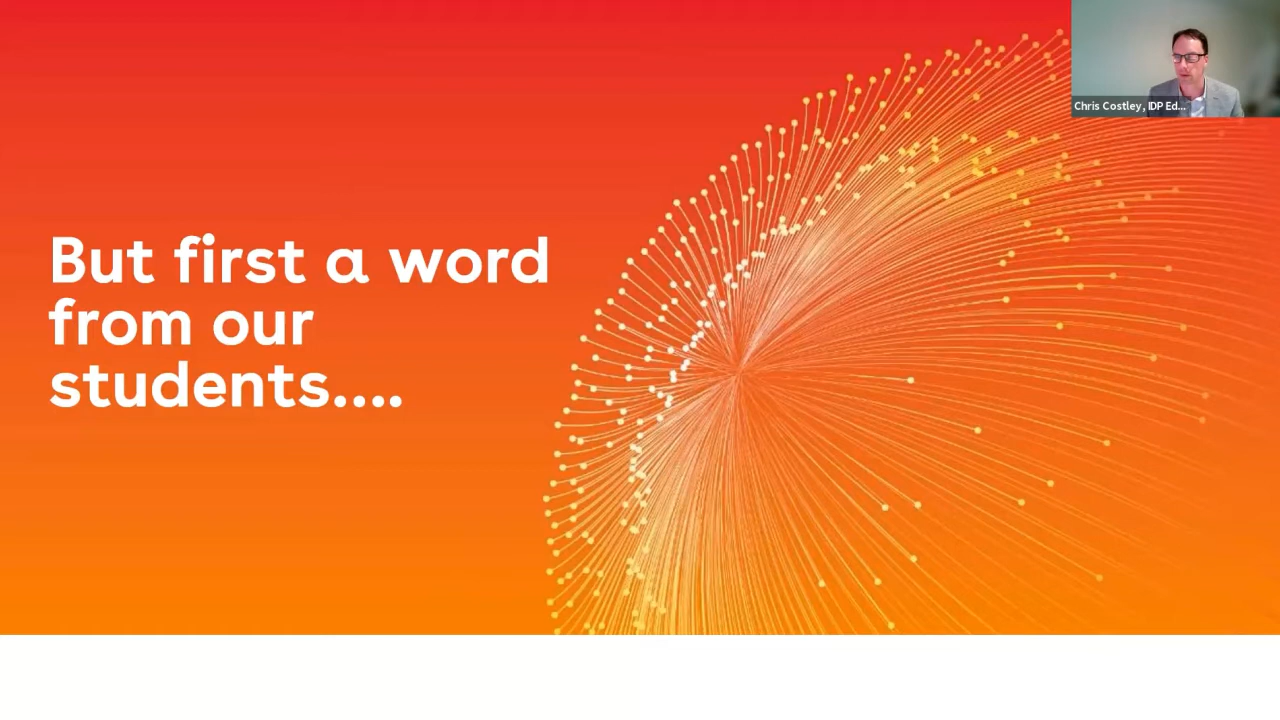 But first a word
from our
students....
Chris Costley, IDP Ed...